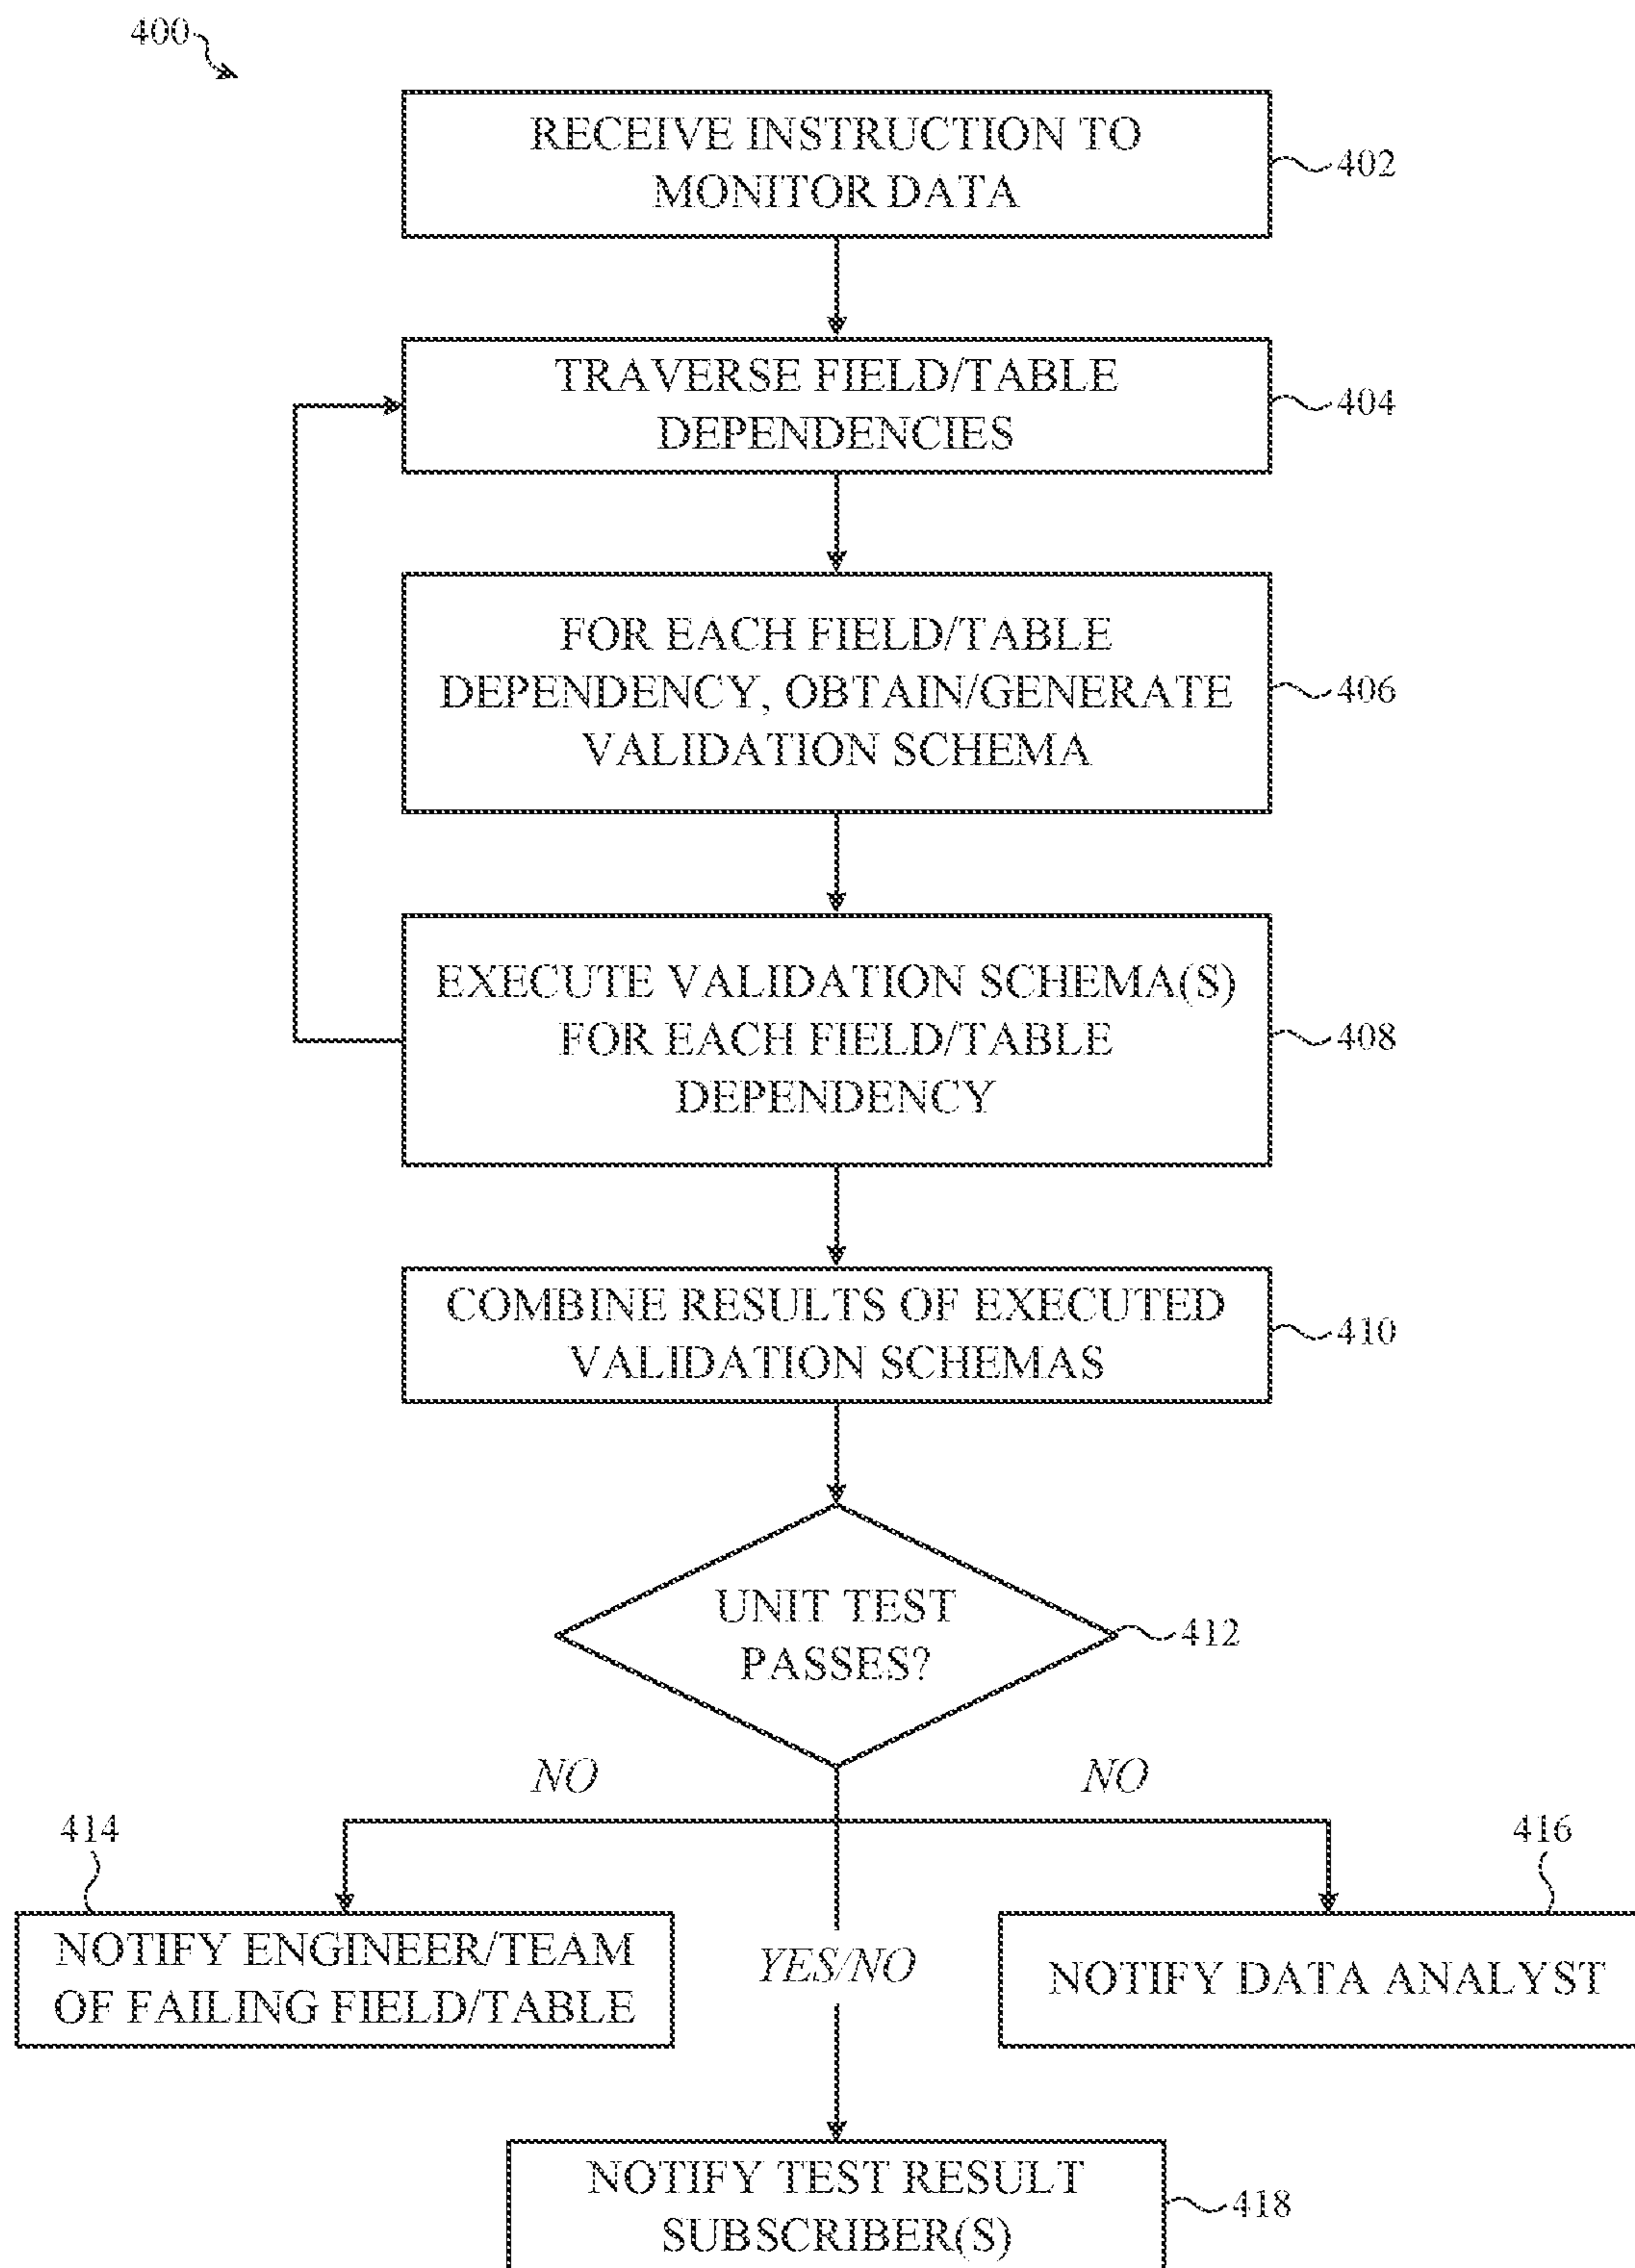 400
RECEIVE INSTRUCTION TO
MONITOR DATA
402
TRAVERSE FIELD/TABLE
DEPENDENCIES
404
FOR EACH FIELD/TABLE
DEPENDENCY, OBTAIN/GENERATE
VALIDATION SCHEMA
406
EXECUTE VALIDATION SCHEMA(S)
FOR EACH FIELD/TABLE
DEPENDENCY
408
COMBINE RESULTS OF EXECUTED
VALIDATION SCHEMAS
410
UNIT TEST
PASSES?
412
NO
NO
414
416
NOTIFY ENGINEER/TEAM
OF FAILING FIELD/TABLE
YES/NO
NOTIFY DATA ANALYST
NOTIFY TEST RESULT
SUBSCRIBER(S)
418